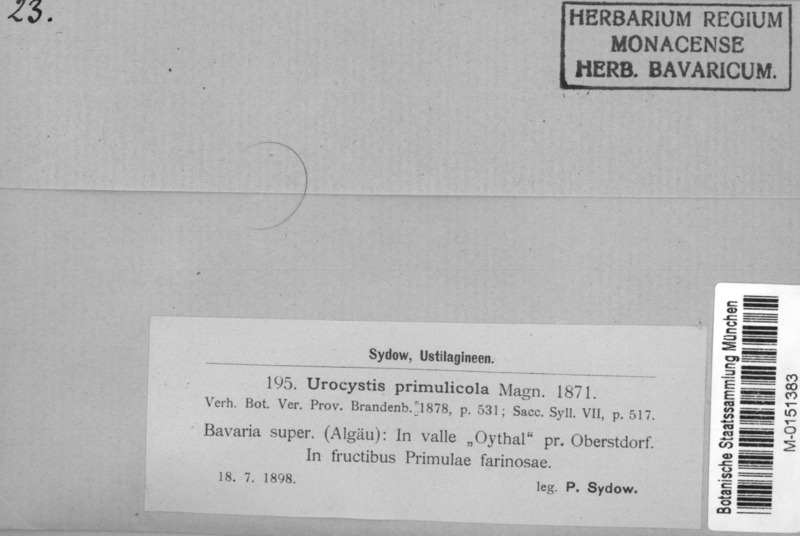 23.
HERBARIUM REGIUM
MONACENSE
HERB. BAVARICUM.
Sydow, Ustilagineen.
195. Urocystis primulicola Magn. 1871.
Verh. Bot. Ver. Prov. Brandenb. 1878, p. 531; Sacc. Syll. VII, p. 517.
Bavaria super. (Algäu): In valle „Oythal“ pr. Oberstdorf.
In fructibus Primulae farinosae.
18. 7. 1898.
leg. P. Sydow.
Botanische Staatssammlung München
M-0151383